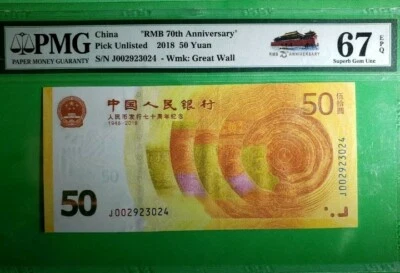 PMG
PAPER MONEY GUARANTY
China "RMB 70th Anniversary"
Pick Unlisted 2018 50 Yuan
S/N J002923024 - Wmk: Great Wall
67
EPQ
Superb Gem Unc
中国人民银行
人民币发行七十周年纪念
1948-2018
50
伍拾圆
J002923024
50
J002923024